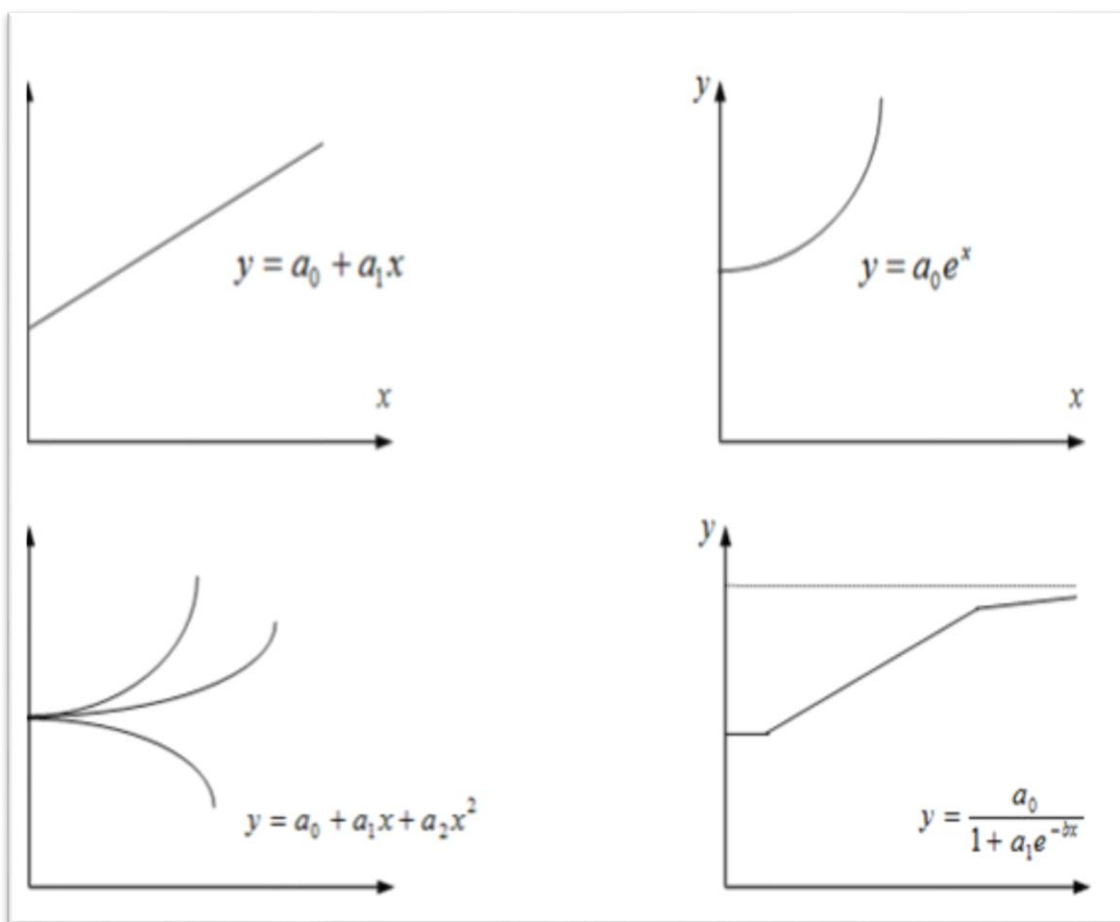 y
y = a₀ + a₁x
y = a₀eˣ
x
x
y
y = a₀ + a₁x + a₂x²
y = a₀ / (1 + a₁e^{-bx})